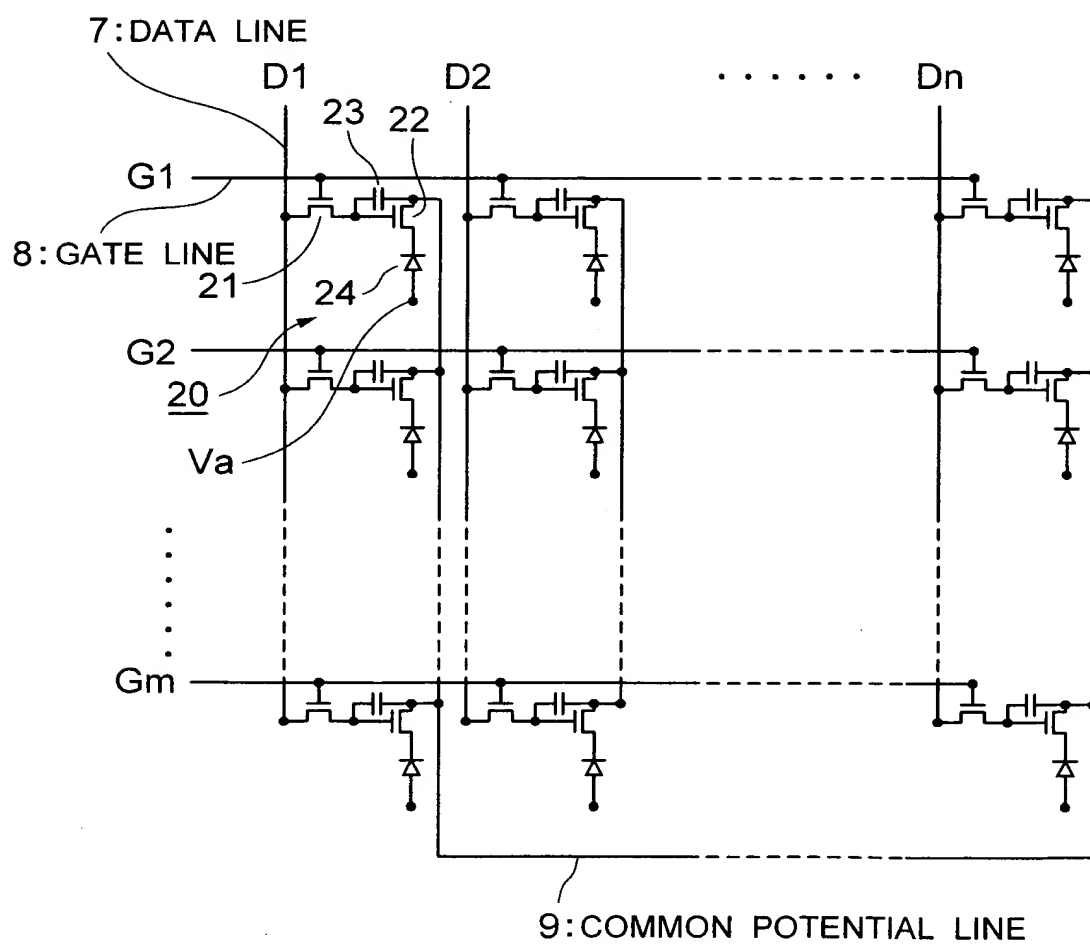 7:DATA LINE
D1 D2 ...... Dn
23 22
G1
8:GATE LINE
21 24
G2
20
Va
......
Gm
9:COMMON POTENTIAL LINE